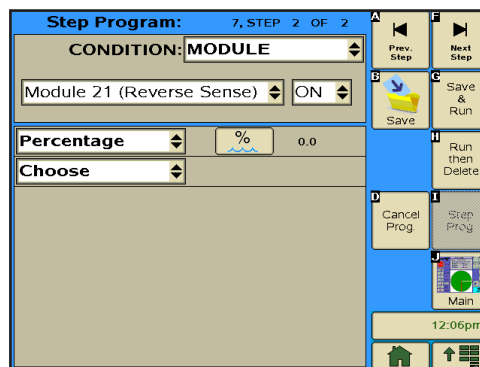 Step Program: 7, STEP 2 OF 2
CONDITION: MODULE
Module 21 (Reverse Sense) ON
Percentage % 0.0
Choose
A
Prev.
Step
F
Next
Step
B
Save
G
Save
&
Run
H
Run
then
Delete
D
Cancel
Prog.
I
Step
Prog
J
Main
12:06pm